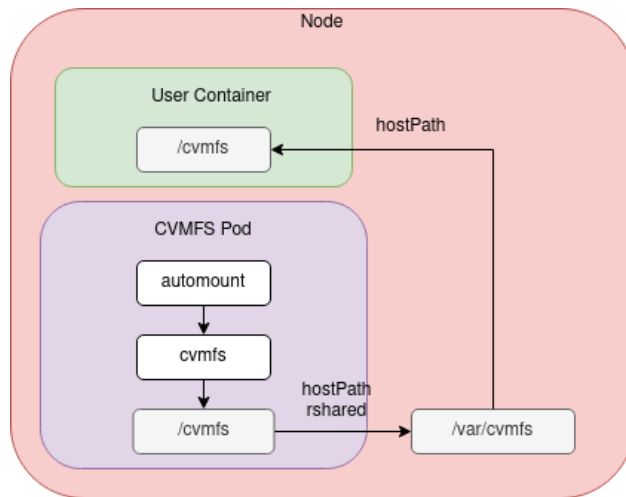 Node
User Container
/cvmfs
hostPath
CVMFS Pod
automount
cvmfs
/cvmfs
hostPath
rshared
/var/cvmfs